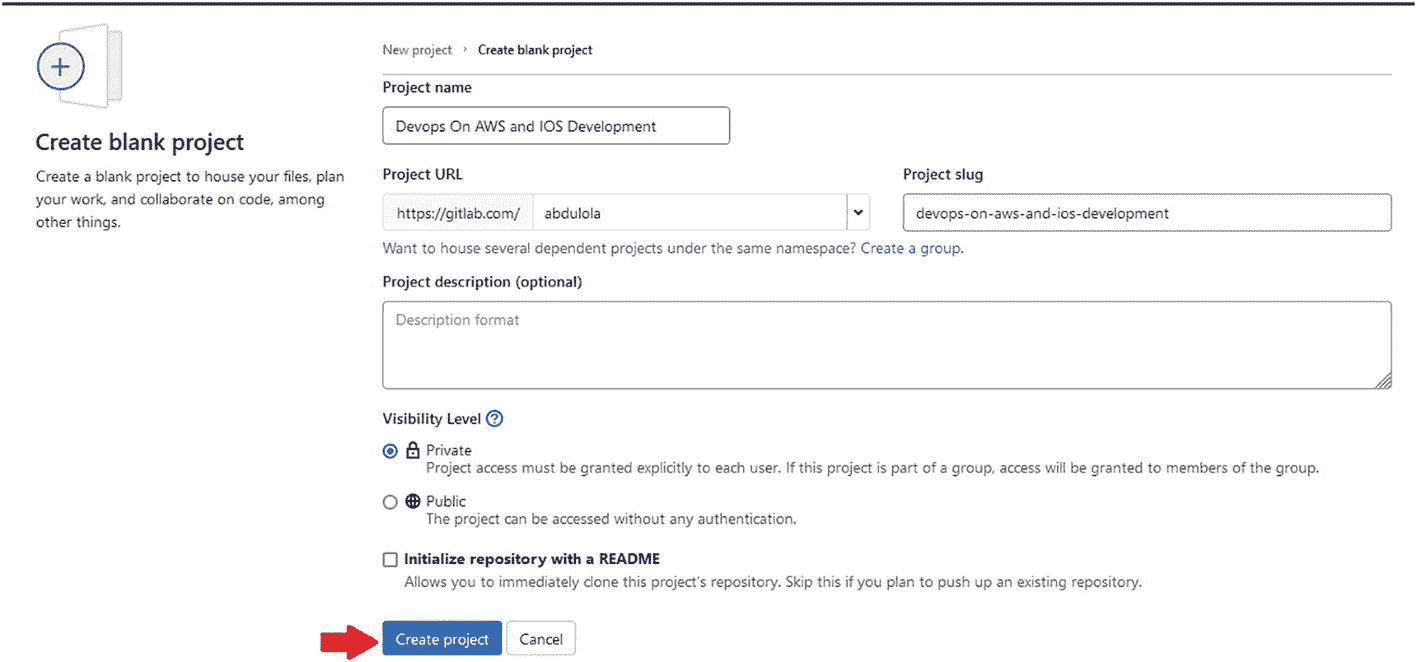 New project › Create blank project
Project name
Devops On AWS and IOS Development
Create blank project
Create a blank project to house your files, plan
your work, and collaborate on code, among
other things.
Project URL
Project slug
https://gitlab.com/
abdulola
devops-on-aws-and-ios-development
Want to house several dependent projects under the same namespace? Create a group.
Project description (optional)
Description format
Visibility Level
Private
Project access must be granted explicitly to each user. If this project is part of a group, access will be granted to members of the group.
Public
The project can be accessed without any authentication.
Initialize repository with a README
Allows you to immediately clone this project's repository. Skip this if you plan to push up an existing repository.
Create project
Cancel